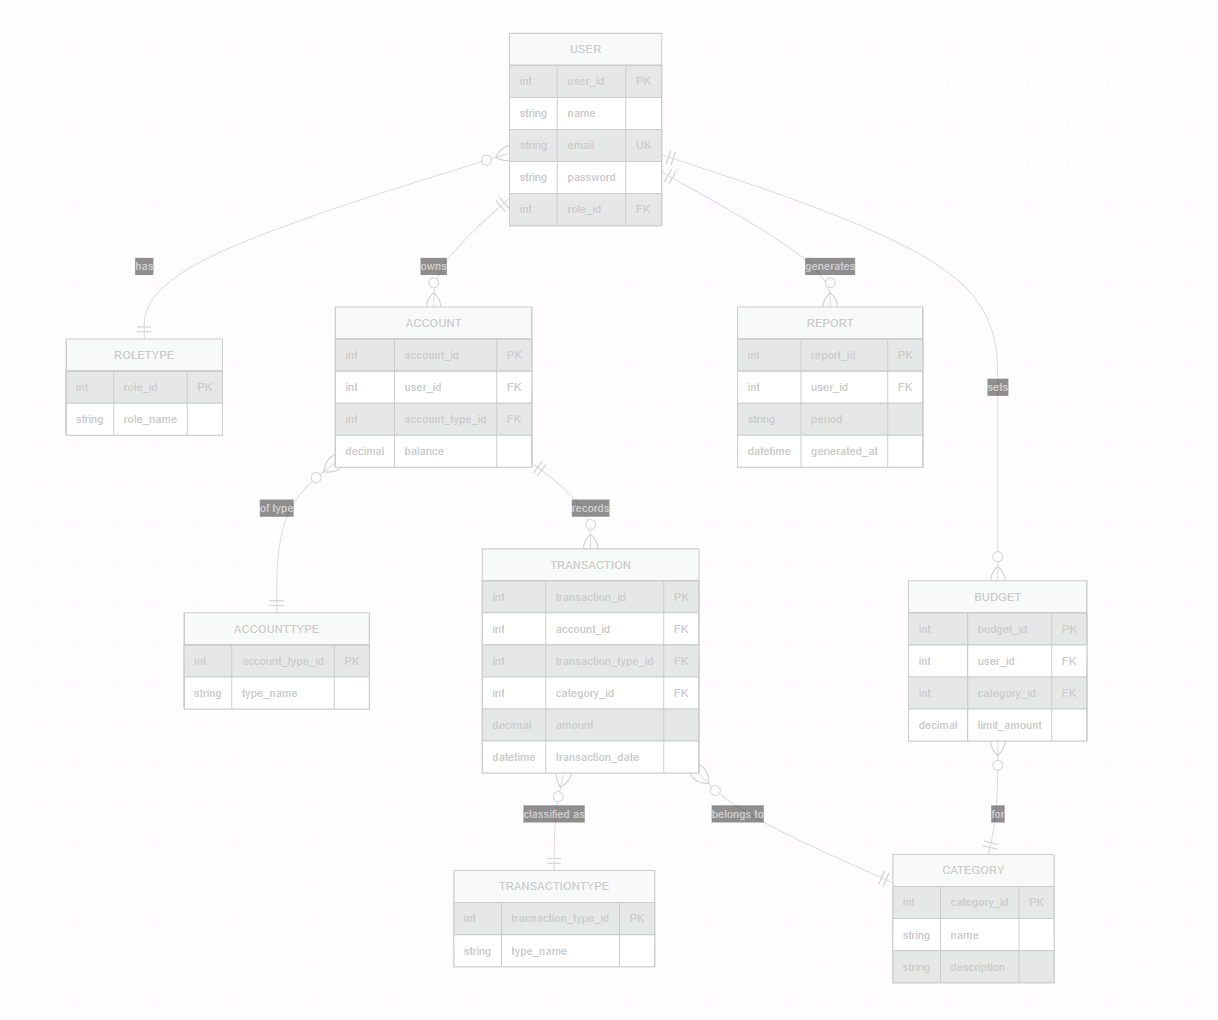 USER
int user_id PK
string name
string email UK
string password
int role_id FK
has
owns
generates
sets
ROLETYPE
int role_id PK
string role_name
ACCOUNT
int account_id PK
int user_id FK
int account_type_id FK
decimal balance
REPORT
int report_id PK
int user_id FK
string period
datetime generated_at
of type
records
ACCOUNTTYPE
int account_type_id PK
string type_name
TRANSACTION
int transaction_id PK
int account_id FK
int transaction_type_id FK
int category_id FK
decimal amount
datetime transaction_date
BUDGET
int budget_id PK
int user_id FK
int category_id FK
decimal limit_amount
classified as
belongs to
for
TRANSACTIONTYPE
int transaction_type_id PK
string type_name
CATEGORY
int category_id PK
string name
string description